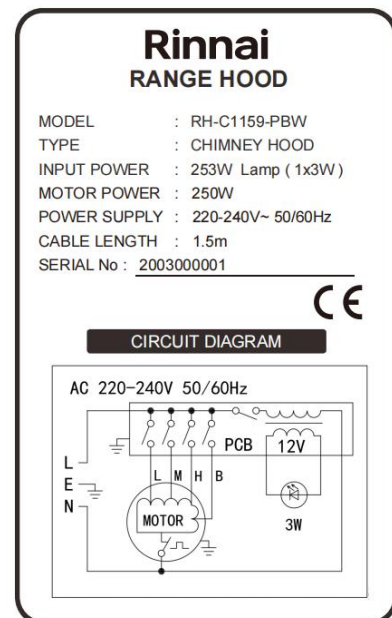 Rinnai
RANGE HOOD
MODEL : RH-C1159-PBW
TYPE : CHIMNEY HOOD
INPUT POWER : 253W Lamp ( 1x3W )
MOTOR POWER : 250W
POWER SUPPLY : 220-240V~ 50/60Hz
CABLE LENGTH : 1.5m
SERIAL No : 2003000001
CE
CIRCUIT DIAGRAM
AC 220-240V 50/60Hz
PCB 12V
L
E
N
L M H B
MOTOR
3W